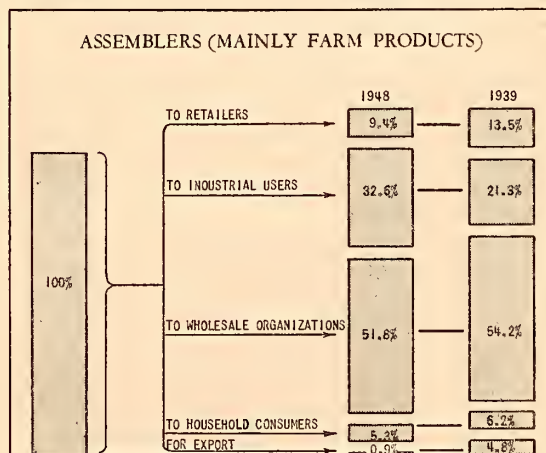 ASSEMBLERS (MAINLY FARM PRODUCTS)
1948 1939
TO RETAILERS 9.4% 13.5%
TO INDUSTRIAL USERS 32.6% 21.3%
100%
TO WHOLESALE ORGANIZATIONS 51.8% 54.2%
TO HOUSEHOLD CONSUMERS 5.3% 6.2%
FOR EXPORT 0.9% 4.8%